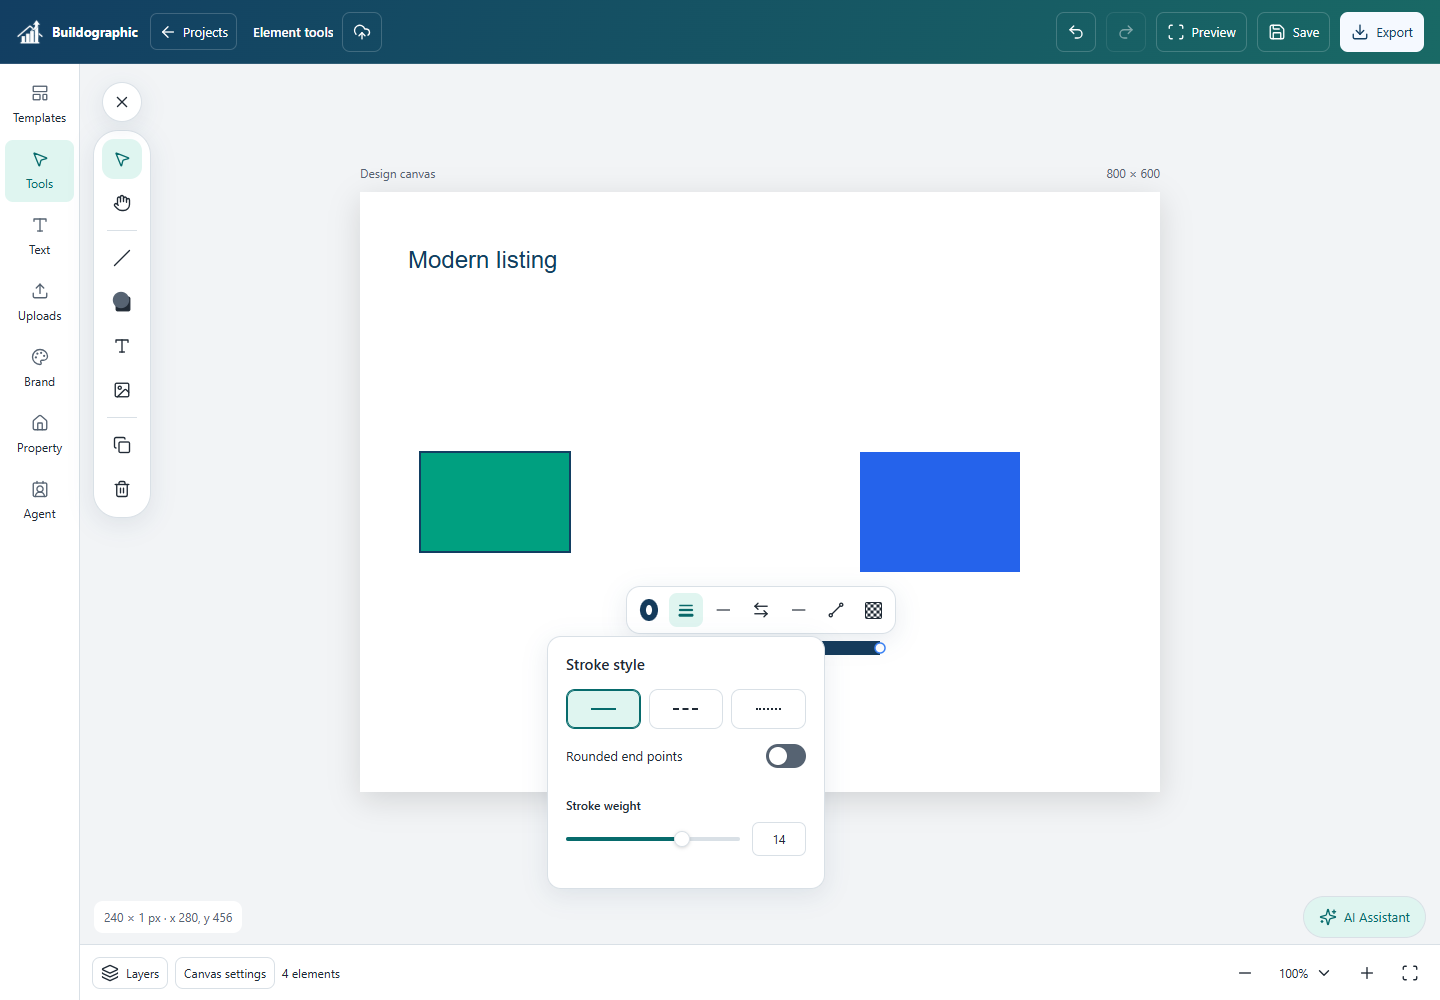 Buildographic
Projects
Element tools
Preview
Save
Export
Templates
Tools
Text
Uploads
Brand
Property
Agent
Design canvas
800 × 600
Modern listing
Stroke style
Rounded end points
Stroke weight
14
240 × 1 px · x 280, y 456
AI Assistant
Layers
Canvas settings
4 elements
100%